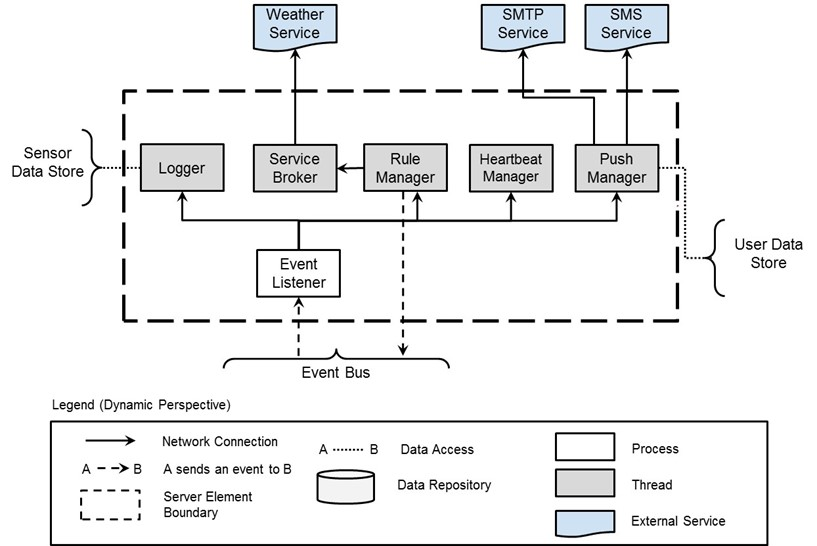 Weather
Service
SMTP
Service
SMS
Service
Sensor
Data Store
Logger
Service
Broker
Rule
Manager
Heartbeat
Manager
Push
Manager
User Data
Store
Event
Listener
Event Bus
Legend (Dynamic Perspective)
Network Connection
A B A sends an event to B
Server Element
Boundary
A B Data Access
Data Repository
Process
Thread
External Service